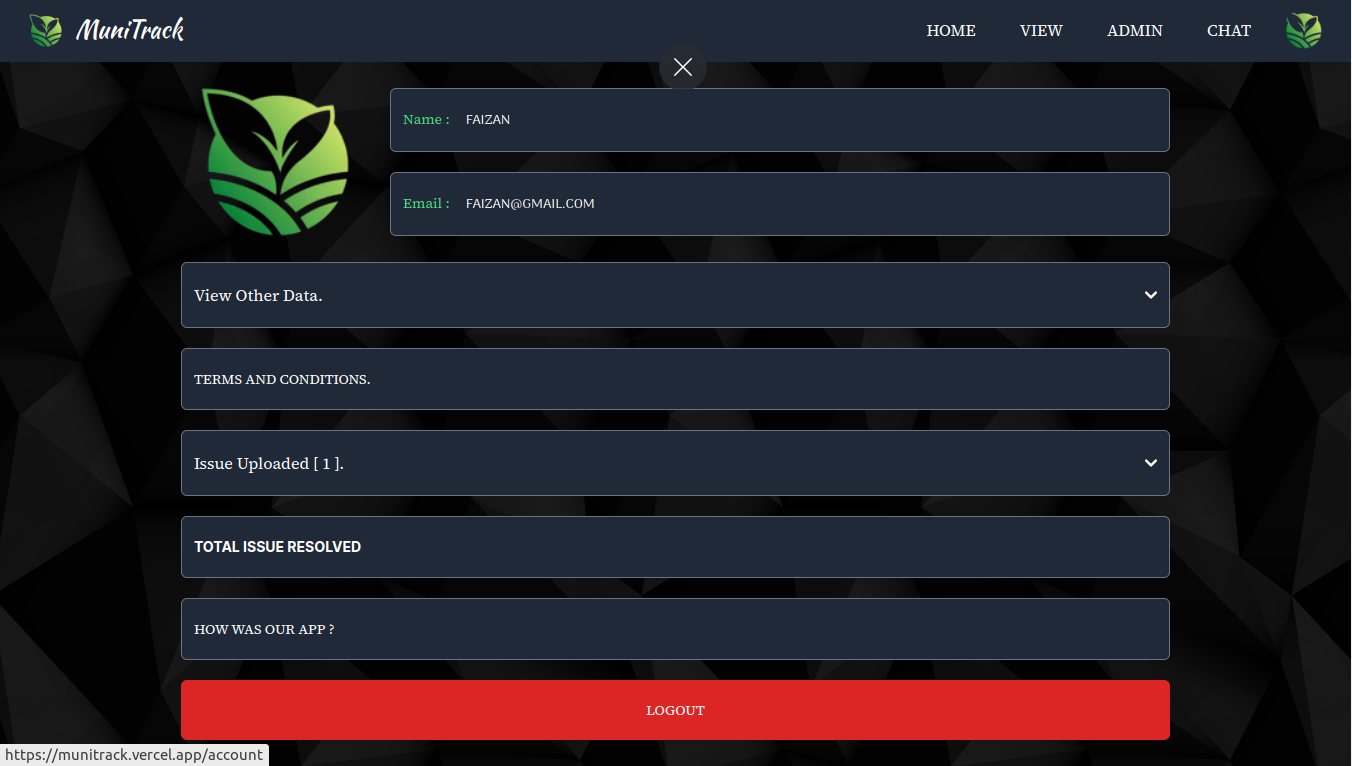 MuniTrack
HOME VIEW ADMIN CHAT
Name : FAIZAN
Email : FAIZAN@GMAIL.COM
View Other Data.
TERMS AND CONDITIONS.
Issue Uploaded [ 1 ].
TOTAL ISSUE RESOLVED
HOW WAS OUR APP ?
LOGOUT
https://munitrack.vercel.app/account